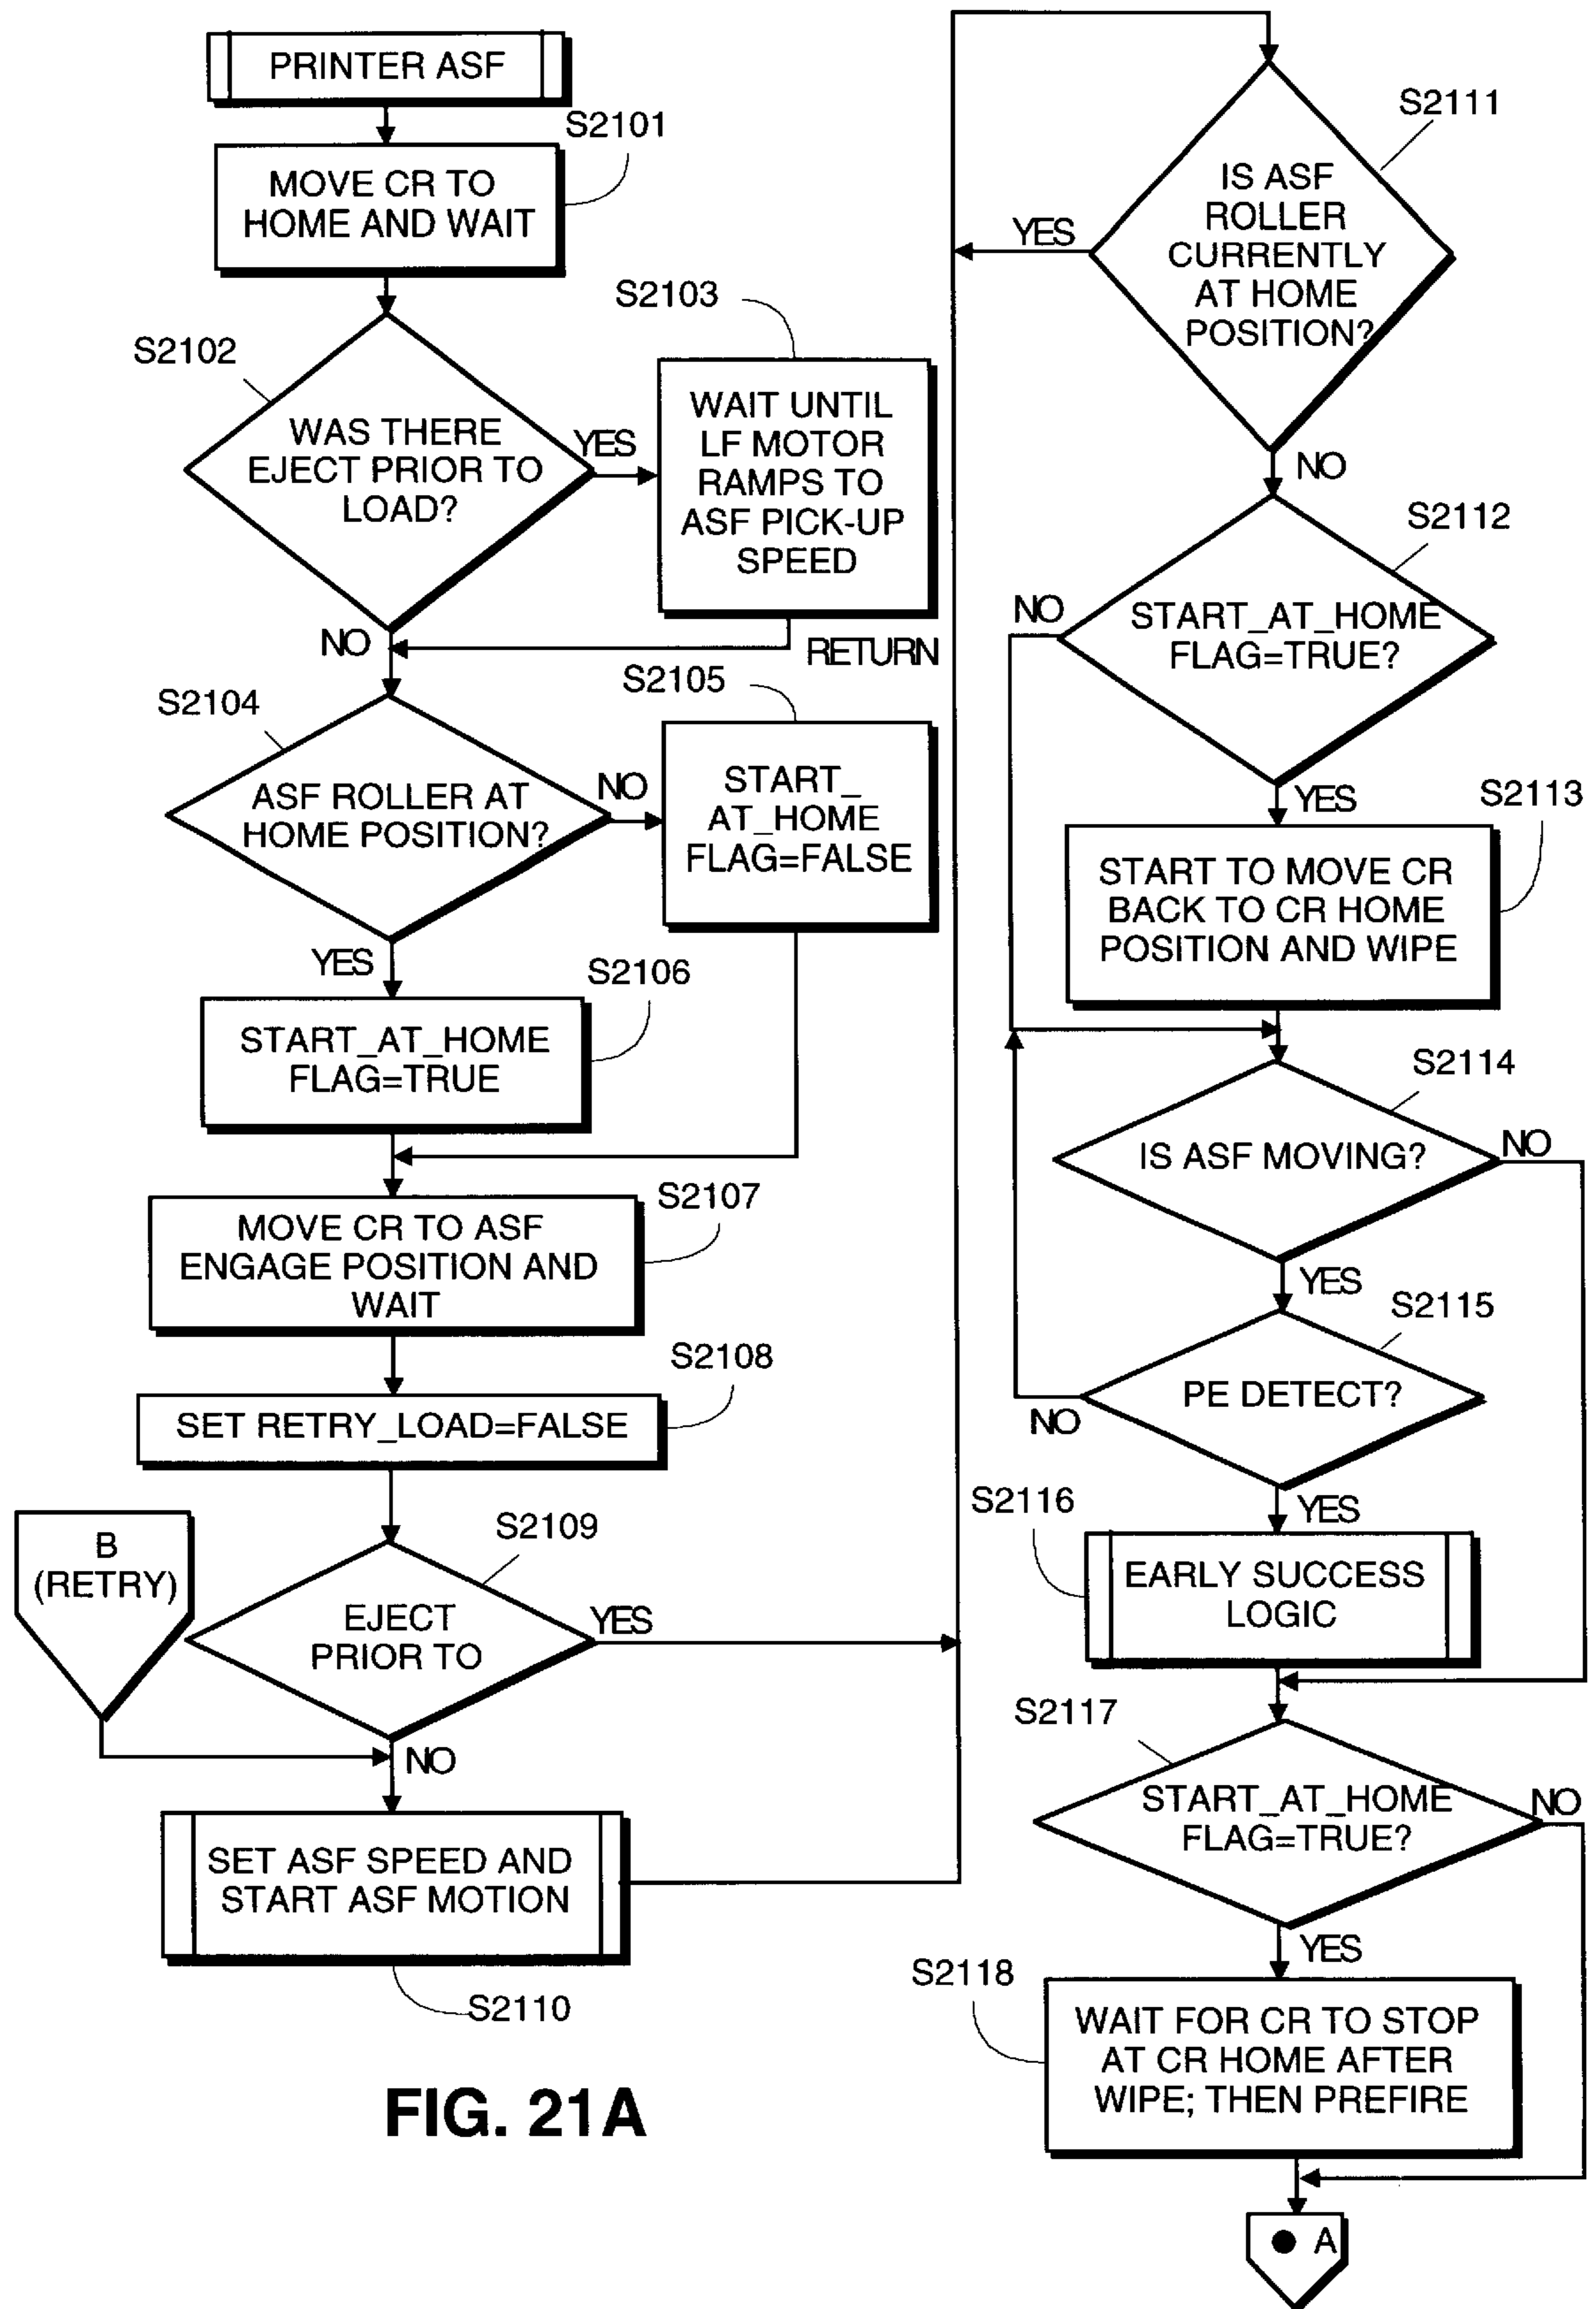 PRINTER ASF
S2101
MOVE CR TO
HOME AND WAIT
S2102
WAS THERE
EJECT PRIOR TO
LOAD?
YES
NO
S2103
WAIT UNTIL
LF MOTOR
RAMPS TO
ASF PICK-UP
SPEED
RETURN
S2104
ASF ROLLER AT
HOME POSITION?
NO
YES
S2105
START_
AT_HOME
FLAG=FALSE
S2106
START_AT_HOME
FLAG=TRUE
S2107
MOVE CR TO ASF
ENGAGE POSITION AND
WAIT
S2108
SET RETRY_LOAD=FALSE
B
(RETRY)
S2109
EJECT
PRIOR TO
YES
NO
SET ASF SPEED AND
START ASF MOTION
S2110
FIG. 21A
S2111
IS ASF
ROLLER
CURRENTLY
AT HOME
POSITION?
YES
NO
S2112
START_AT_HOME
FLAG=TRUE?
NO
YES
S2113
START TO MOVE CR
BACK TO CR HOME
POSITION AND WIPE
S2114
IS ASF MOVING?
NO
YES
S2115
PE DETECT?
NO
YES
S2116
EARLY SUCCESS
LOGIC
S2117
START_AT_HOME
FLAG=TRUE?
NO
YES
S2118
WAIT FOR CR TO STOP
AT CR HOME AFTER
WIPE; THEN PREFIRE
A